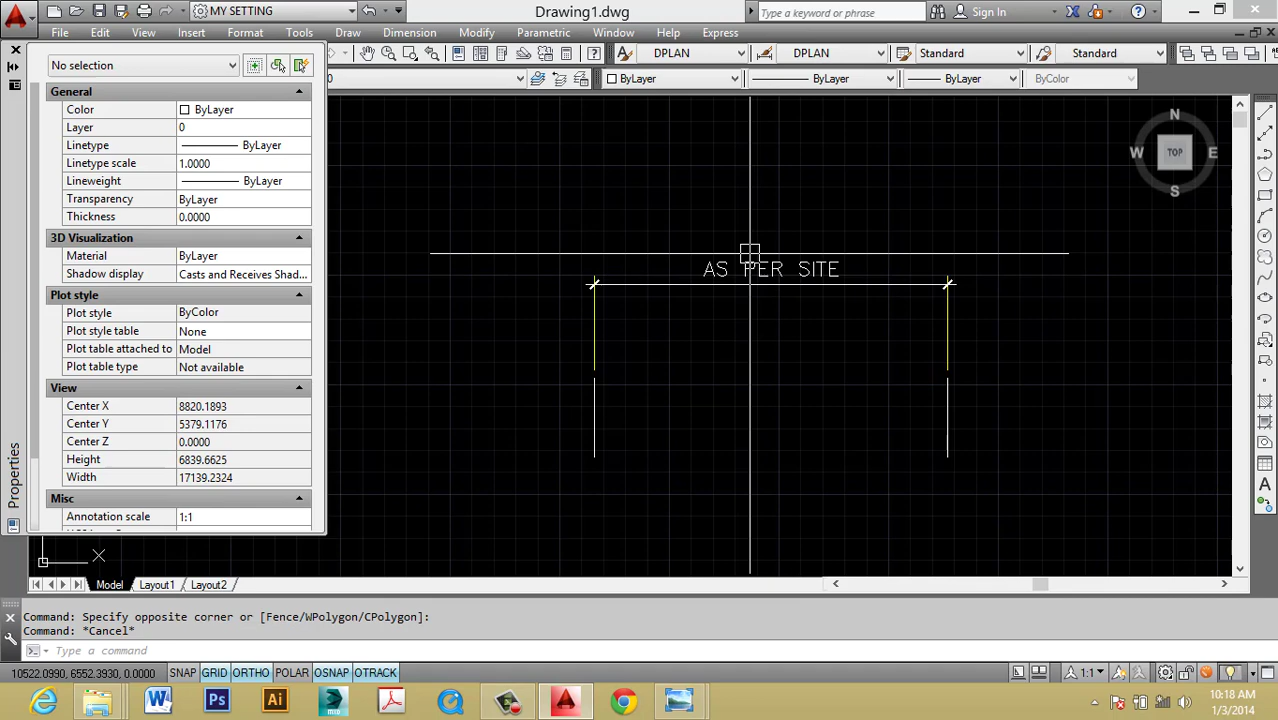 MY SETTING
Drawing1.dwg
Type a keyword or phrase
Sign In
File Edit View Insert Format Tools Draw Dimension Modify Parametric Window Help Express
No selection
DPLAN DPLAN Standard Standard
0 ByLayer ByLayer ByLayer ByColor
General
Color ByLayer
Layer 0
Linetype ByLayer
Linetype scale 1.0000
Lineweight ByLayer
Transparency ByLayer
Thickness 0.0000
3D Visualization
Material ByLayer
Shadow display Casts and Receives Shad...
Plot style
Plot style ByColor
Plot style table None
Plot table attached to Model
Plot table type Not available
View
Center X 8820.1893
Center Y 5379.1176
Center Z 0.0000
Height 6839.6625
Width 17139.2324
Misc
Annotation scale 1:1
Properties
N
W TOP E
S
AS PER SITE
X
Model Layout1 Layout2
Command: Specify opposite corner or [Fence/WPolygon/CPolygon]:
Command: *Cancel*
Type a command
10522.0990, 6552.3930, 0.0000 SNAP GRID ORTHO POLAR OSNAP OTRACK 1:1
10:18 AM
1/3/2014